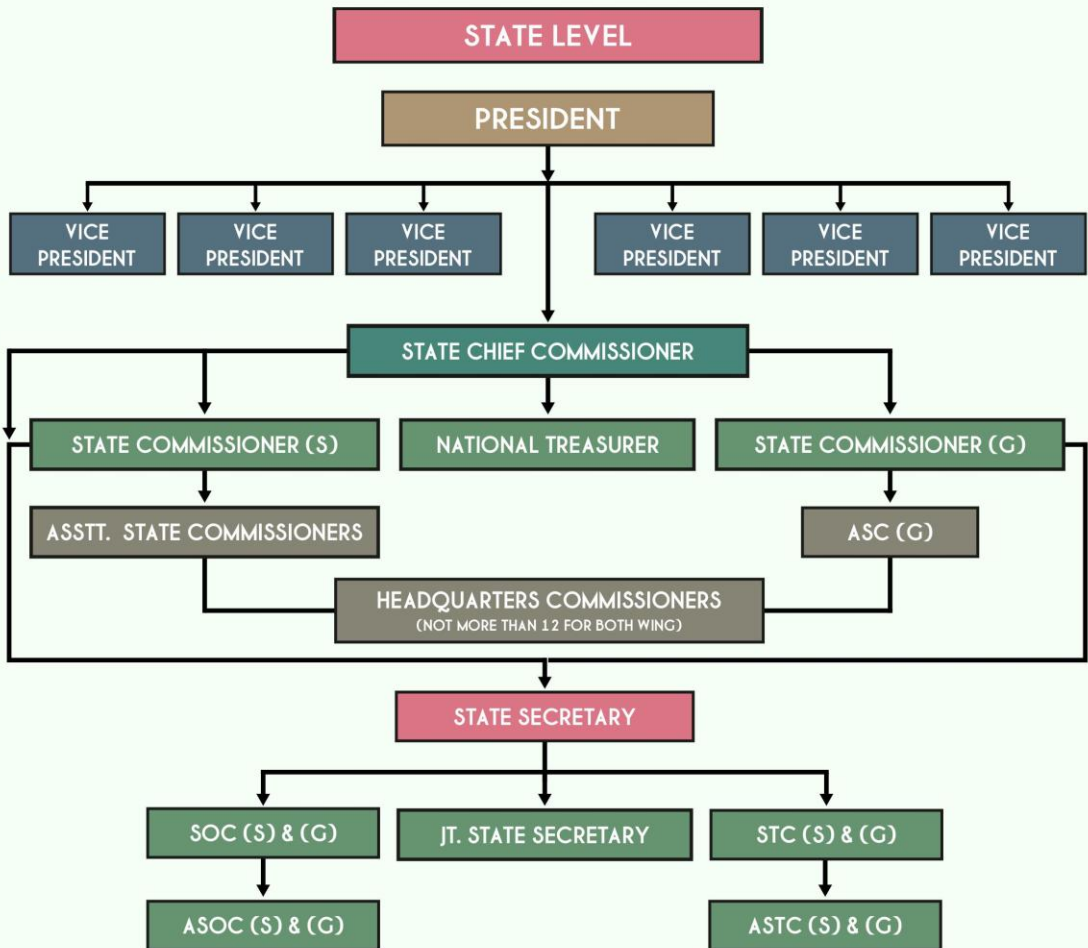 STATE LEVEL
PRESIDENT
VICE
PRESIDENT
VICE
PRESIDENT
VICE
PRESIDENT
VICE
PRESIDENT
VICE
PRESIDENT
VICE
PRESIDENT
STATE CHIEF COMMISSIONER
STATE COMMISSIONER (S)
NATIONAL TREASURER
STATE COMMISSIONER (G)
ASSTT. STATE COMMISSIONERS
ASC (G)
HEADQUARTERS COMMISSIONERS
(NOT MORE THAN 12 FOR BOTH WING)
STATE SECRETARY
SOC (S) & (G)
JT. STATE SECRETARY
STC (S) & (G)
ASOC (S) & (G)
ASTC (S) & (G)